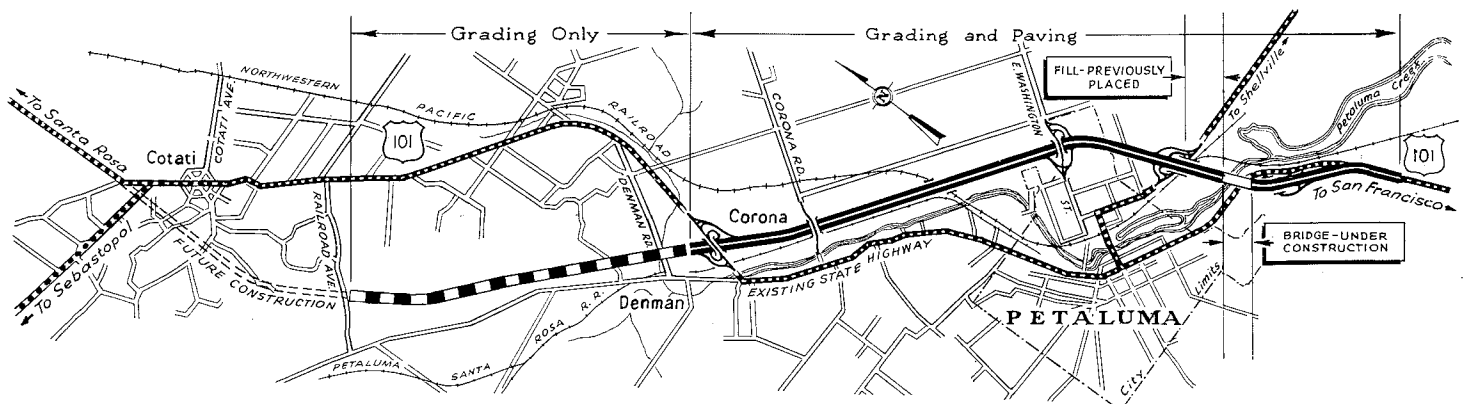 Grading Only
Grading and Paving
FILL-PREVIOUSLY
PLACED
To Shellville
Petaluma Creek
NORTHWESTERN
PACIFIC
RAILROAD
To Santa Rosa
Cotati
COTATI AVE.
101
RAILROAD AVE.
DENMAN RD.
CORONA RD.
E. WASHINGTON
ST.
N
101
To San Francisco
Corona
To Sebastopol
FUTURE CONSTRUCTION
EXISTING STATE HIGHWAY
BRIDGE-UNDER
CONSTRUCTION
Denman
PETALUMA
City Limits
PETALUMA
SANTA
ROSA
R.R.